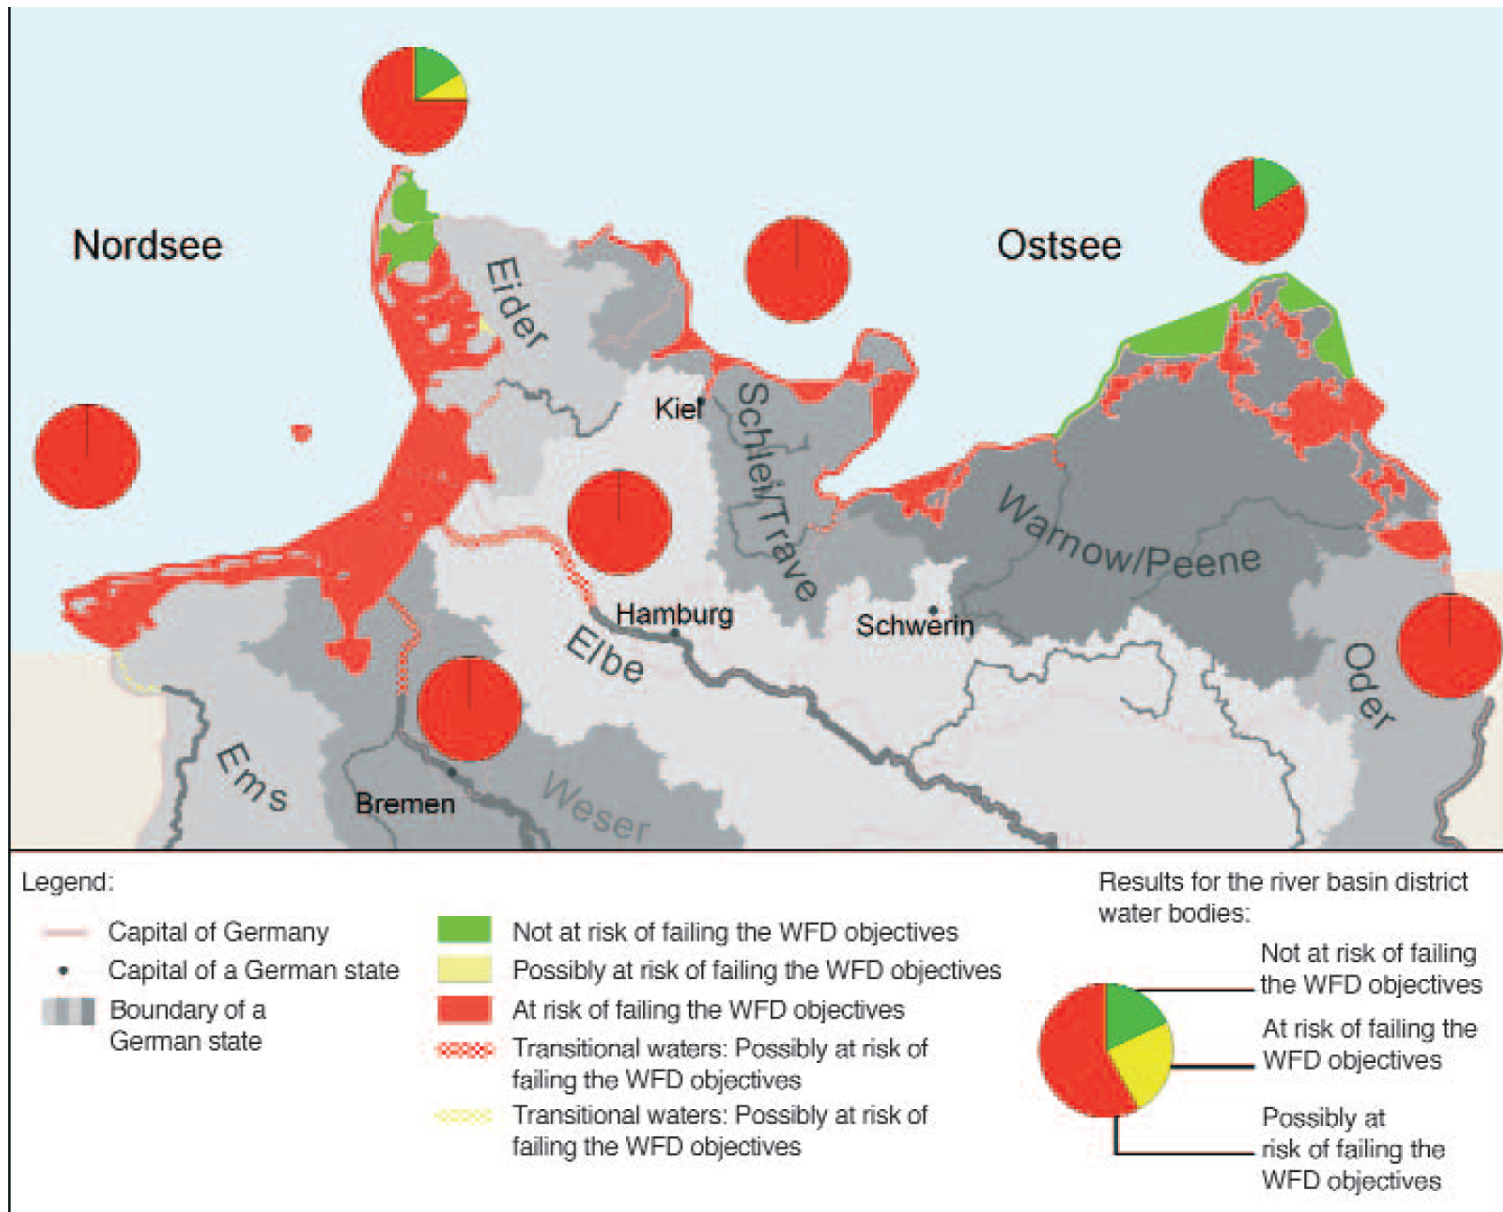 Nordsee
Ostsee
Eider
Kiel
Schlei/Trave
Warnow/Peene
Hamburg
Schwerin
Elbe
Oder
Ems
Bremen
Weser
Legend:
Capital of Germany
Capital of a German state
Boundary of a
German state
Not at risk of failing the WFD objectives
Possibly at risk of failing the WFD objectives
At risk of failing the WFD objectives
Transitional waters: Possibly at risk of
failing the WFD objectives
Transitional waters: Possibly at risk of
failing the WFD objectives
Results for the river basin district
water bodies:
Not at risk of failing
the WFD objectives
At risk of failing the
WFD objectives
Possibly at
risk of failing the
WFD objectives